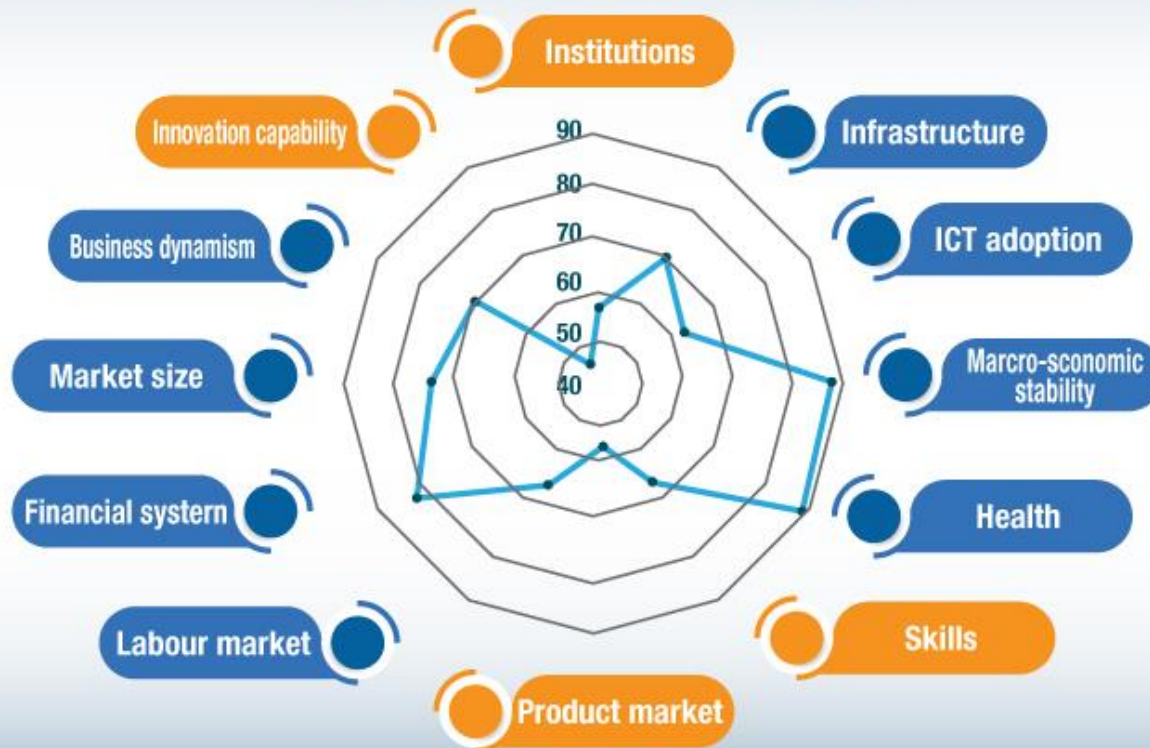 Institutions
Innovation capability
Infrastructure
Business dynamism
ICT adoption
Market size
Marcro-sconomic
stability
Financial systern
Health
Labour market
Skills
Product market
90
80
70
60
50
40